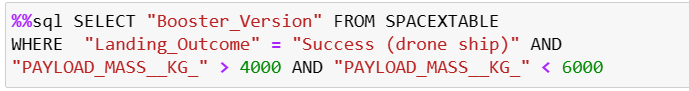 %%sql SELECT "Booster_Version" FROM SPACEXTABLE
WHERE  "Landing_Outcome" = "Success (drone ship)" AND
"PAYLOAD_MASS__KG_" > 4000 AND "PAYLOAD_MASS__KG_" < 6000